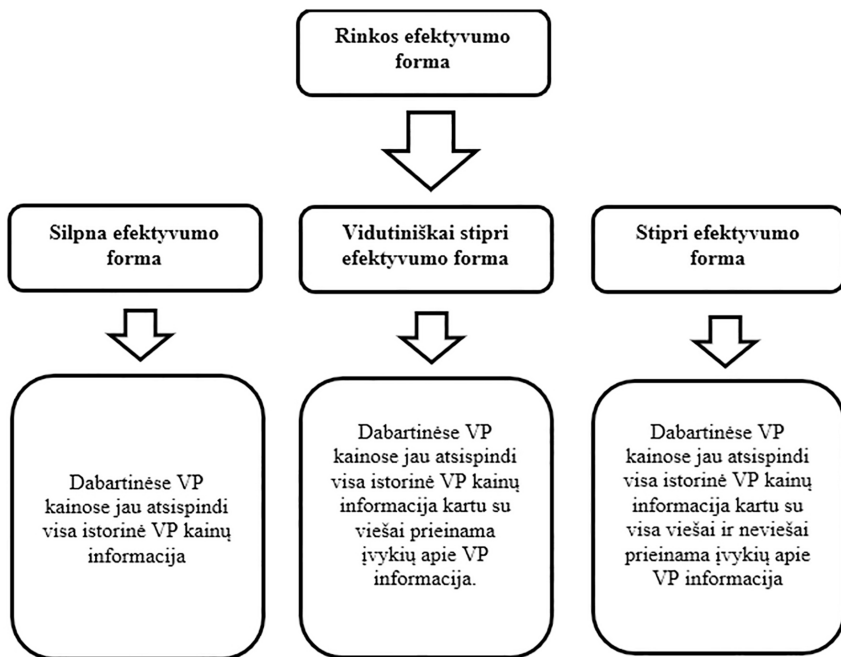 Rinkos efektyvumo
forma
Silpna efektyvumo
forma
Vidutiniškai stipri
efektyvumo forma
Stipri efektyvumo
forma
Dabartinėse VP
kainose jau atsispindi
visa istorinė VP kainų
informacija
Dabartinėse VP
kainose jau atsispindi
visa istorinė VP kainų
informacija kartu su
viešai prieinama
įvykių apie VP
informacija.
Dabartinėse VP
kainose jau atsispindi
visa istorinė VP kainų
informacija kartu su
visa viešai ir neviešai
prieinama įvykių apie
VP informacija